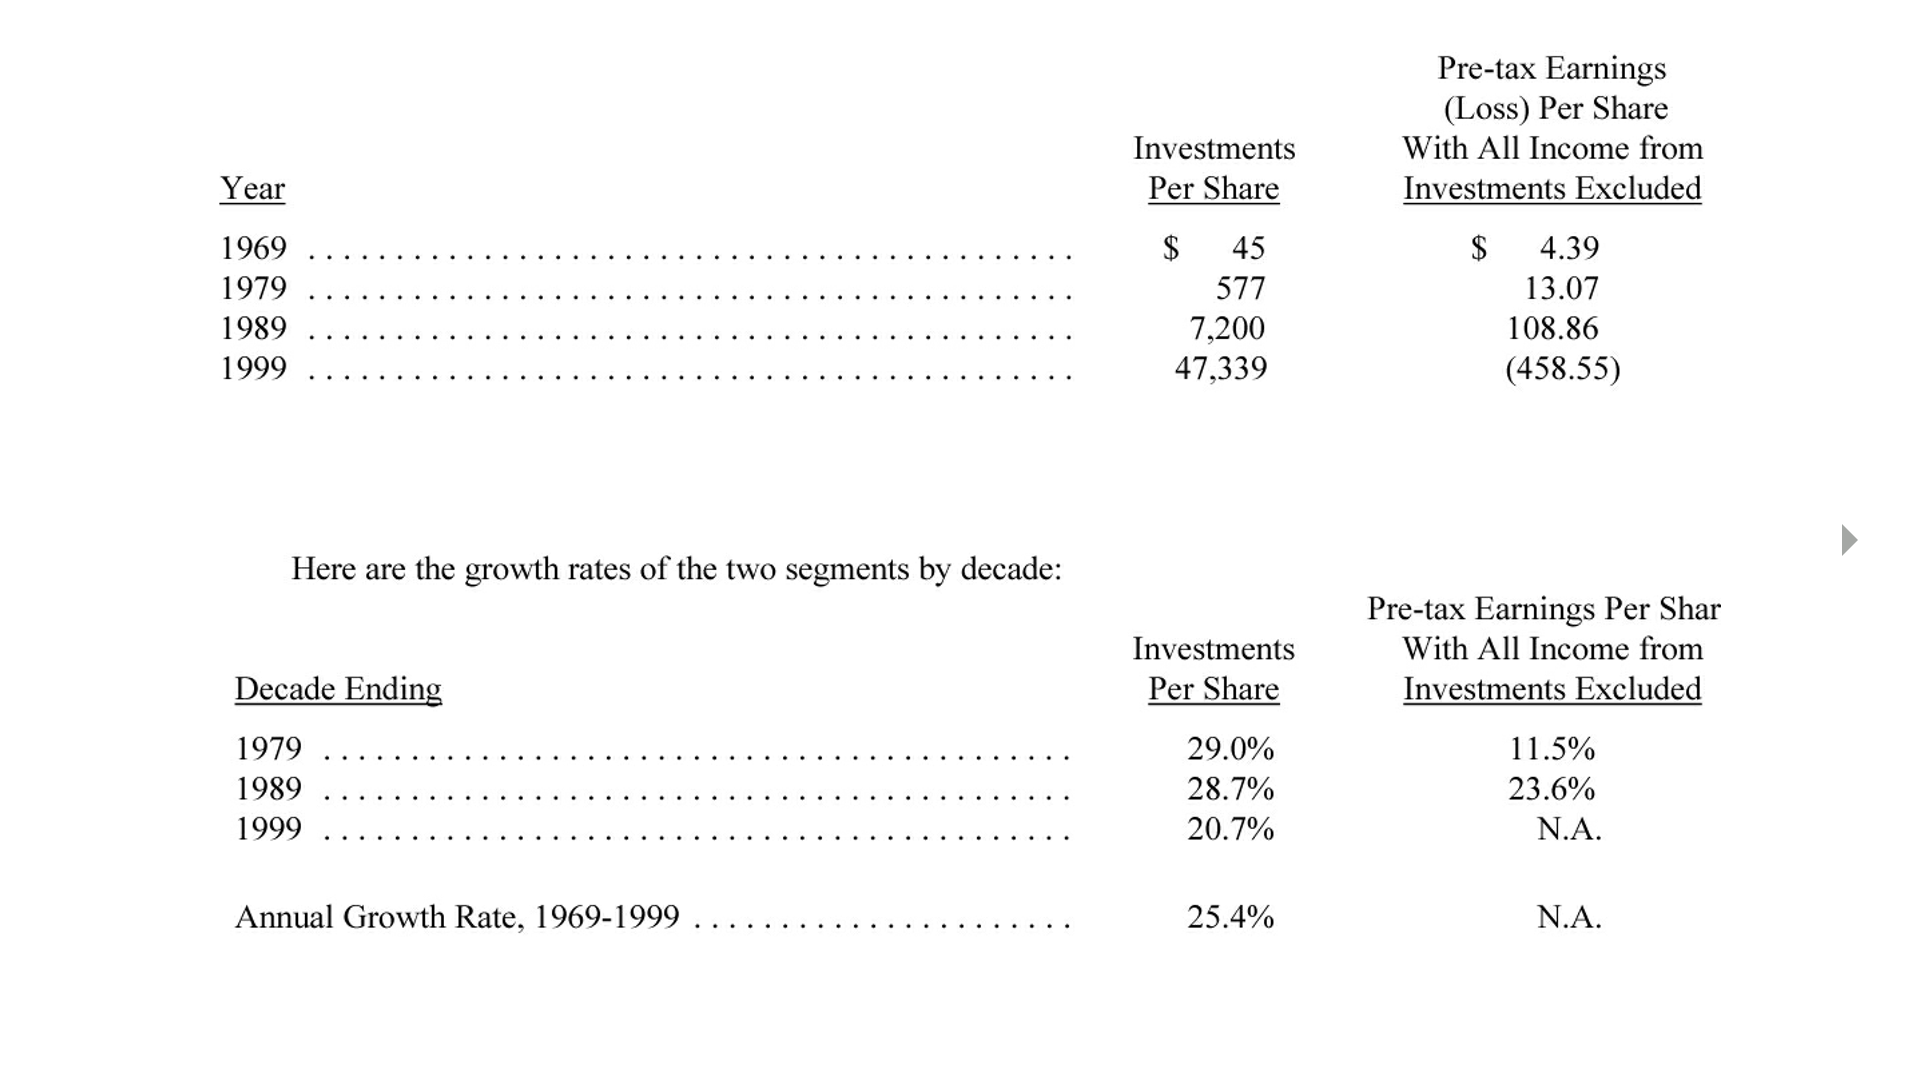 Pre-tax Earnings
(Loss) Per Share
Investments With All Income from
Year Per Share Investments Excluded
1969 . . . . . . . . . . . . . . . . . . . . . . . . . . . . . . . . . . . . . . . . . . . . $ 45 $ 4.39
1979 . . . . . . . . . . . . . . . . . . . . . . . . . . . . . . . . . . . . . . . . . . . . 577 13.07
1989 . . . . . . . . . . . . . . . . . . . . . . . . . . . . . . . . . . . . . . . . . . . . 7,200 108.86
1999 . . . . . . . . . . . . . . . . . . . . . . . . . . . . . . . . . . . . . . . . . . . . 47,339 (458.55)
Here are the growth rates of the two segments by decade:
Pre-tax Earnings Per Shar
Investments With All Income from
Decade Ending Per Share Investments Excluded
1979 . . . . . . . . . . . . . . . . . . . . . . . . . . . . . . . . . . . . . . . . . . . 29.0% 11.5%
1989 . . . . . . . . . . . . . . . . . . . . . . . . . . . . . . . . . . . . . . . . . . . 28.7% 23.6%
1999 . . . . . . . . . . . . . . . . . . . . . . . . . . . . . . . . . . . . . . . . . . . 20.7% N.A.
Annual Growth Rate, 1969-1999 . . . . . . . . . . . . . . . . . . . . . . 25.4% N.A.